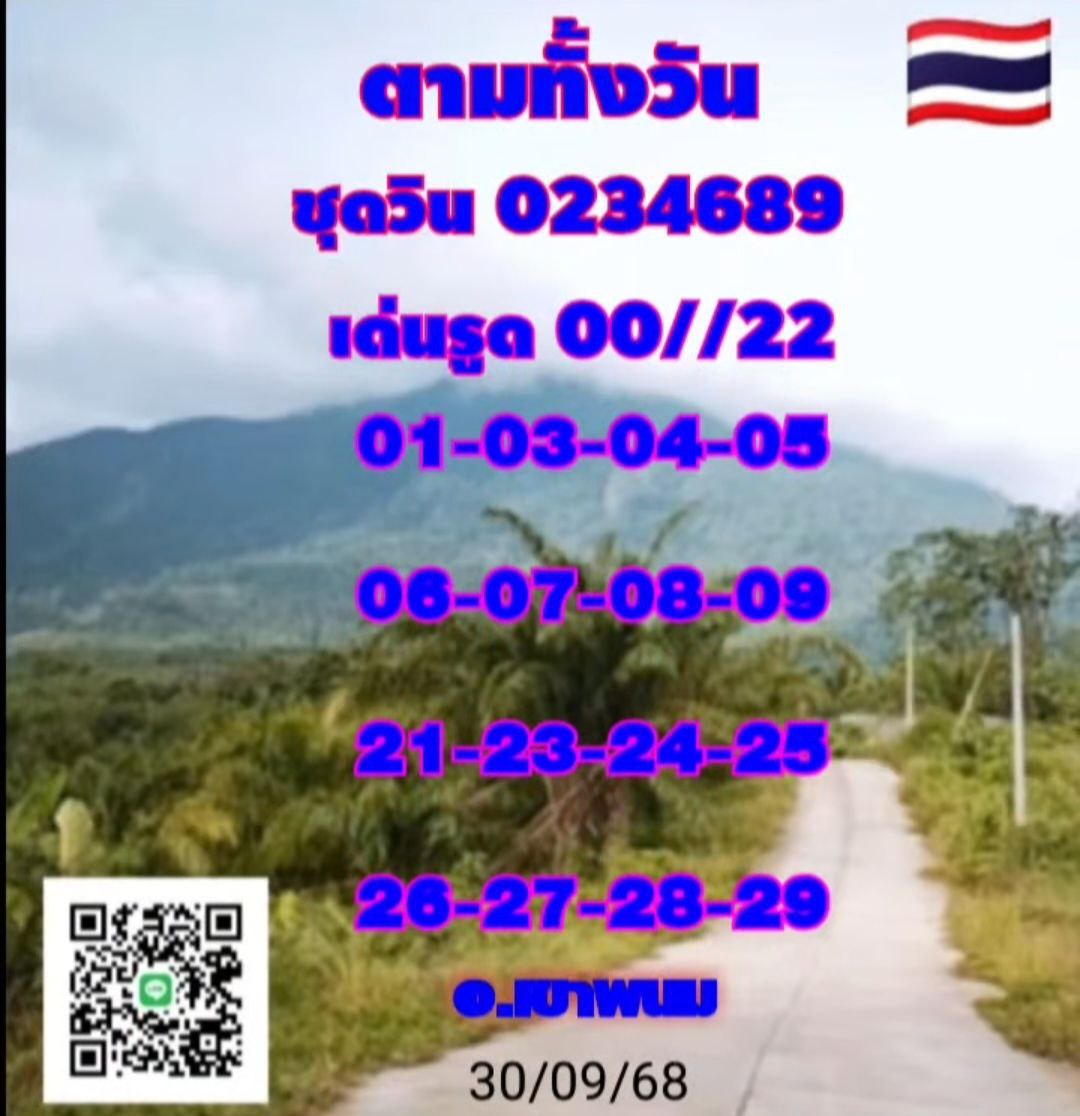 ตามทั้งวัน
ชุดวิน 0234689
เด่นรูด 00//22
01-03-04-05
06-07-08-09
21-23-24-25
26-27-28-29
อ.เขาพนม
30/09/68